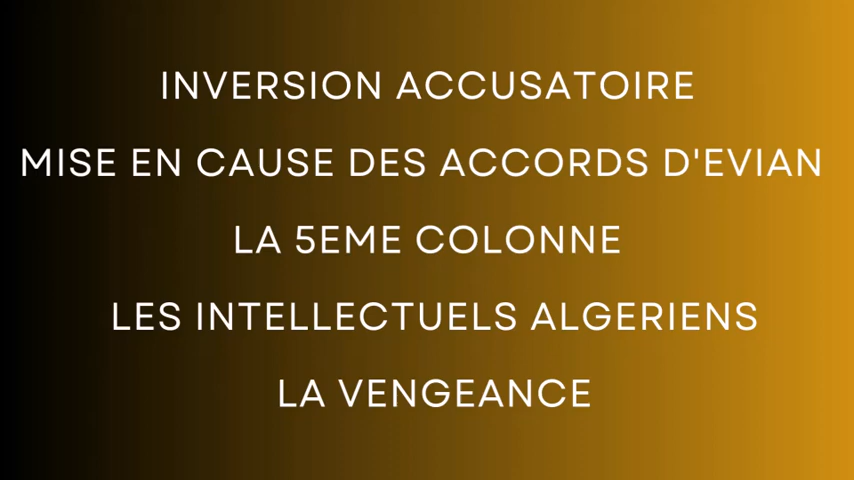 INVERSION ACCUSATOIRE
MISE EN CAUSE DES ACCORDS D'EVIAN
LA 5EME COLONNE
LES INTELLECTUELS ALGERIENS
LA VENGEANCE